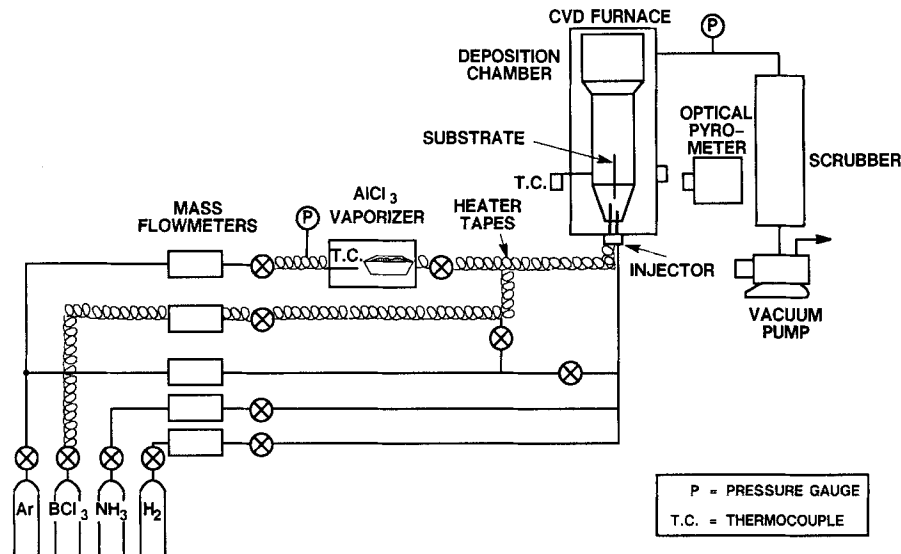 CVD FURNACE
P
DEPOSITION
CHAMBER
OPTICAL
PYRO-
METER
SUBSTRATE
SCRUBBER
T.C.
AlCl3
VAPORIZER
HEATER
TAPES
MASS
FLOWMETERS
P
T.C.
INJECTOR
VACUUM
PUMP
Ar
BCl3
NH3
H2
P = PRESSURE GAUGE
T.C. = THERMOCOUPLE